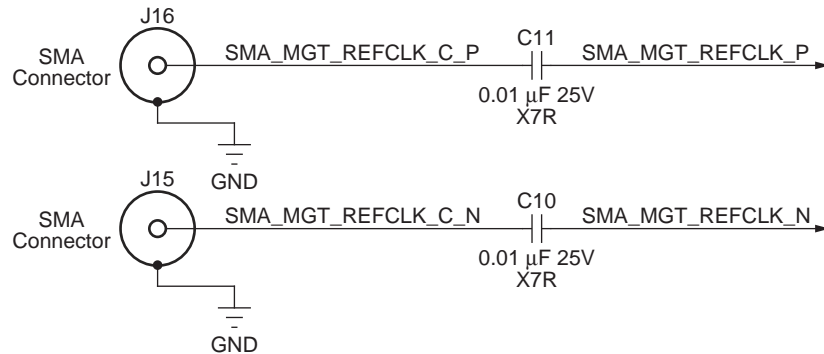 J16
SMA
Connector
SMA_MGT_REFCLK_C_P
C11
SMA_MGT_REFCLK_P
0.01 μF 25V
X7R
GND
J15
SMA
Connector
SMA_MGT_REFCLK_C_N
C10
SMA_MGT_REFCLK_N
0.01 μF 25V
X7R
GND